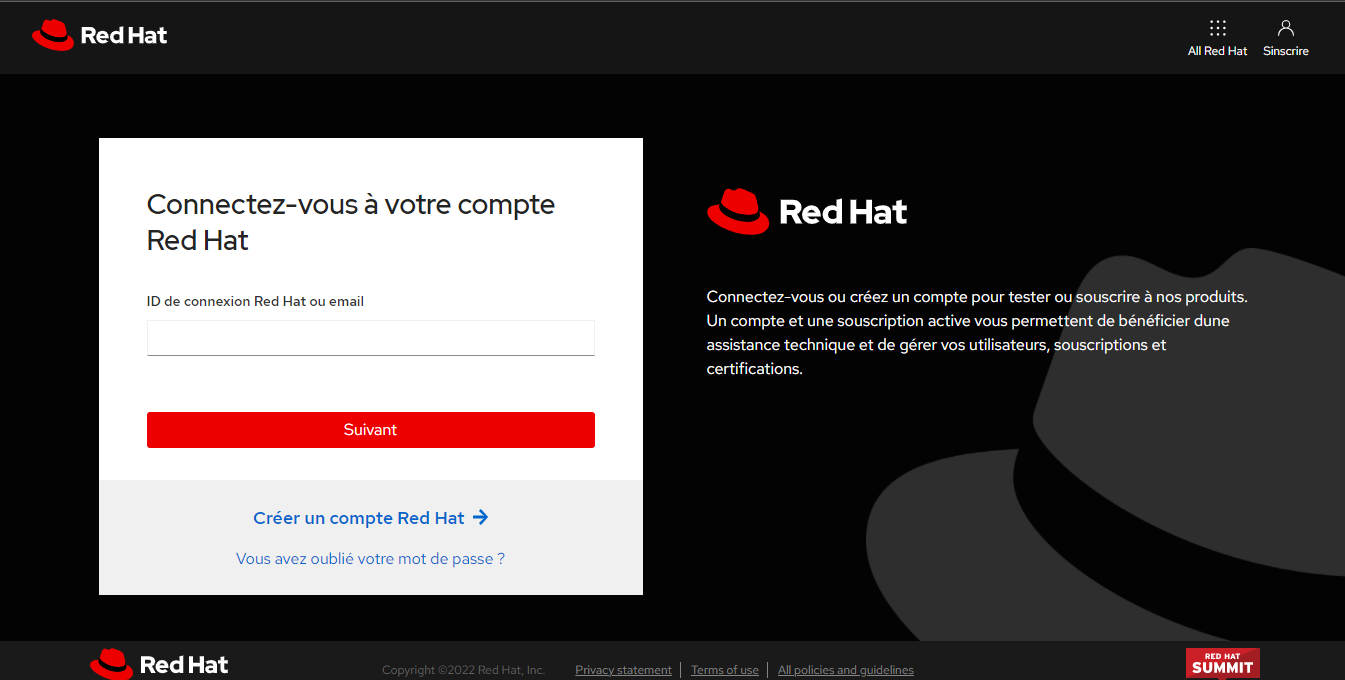 Red Hat
All Red Hat
Sinscrire
Connectez-vous à votre compte
Red Hat
ID de connexion Red Hat ou email
Suivant
Créer un compte Red Hat
Vous avez oublié votre mot de passe ?
Red Hat
Connectez-vous ou créez un compte pour tester ou souscrire à nos produits.
Un compte et une souscription active vous permettent de bénéficier dune
assistance technique et de gérer vos utilisateurs, souscriptions et
certifications.
Red Hat
Copyright ©2022 Red Hat, Inc.
Privacy statement
Terms of use
All policies and guidelines
RED HAT
SUMMIT